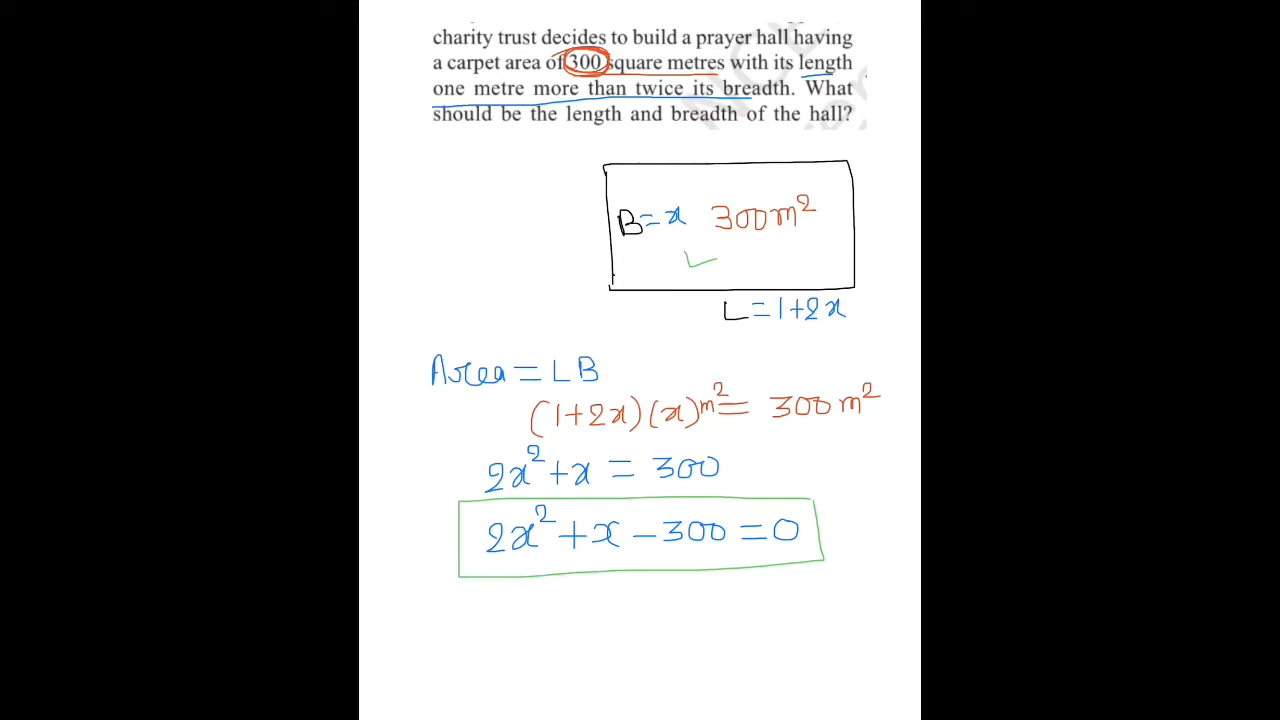 charity trust decides to build a prayer hall having
a carpet area of 300 square metres with its length
one metre more than twice its breadth. What
should be the length and breadth of the hall?
B=x 300m²
L=1+2x
Area=LB
(1+2x)(x)m²=300m²
2x²+x=300
2x²+x-300=0